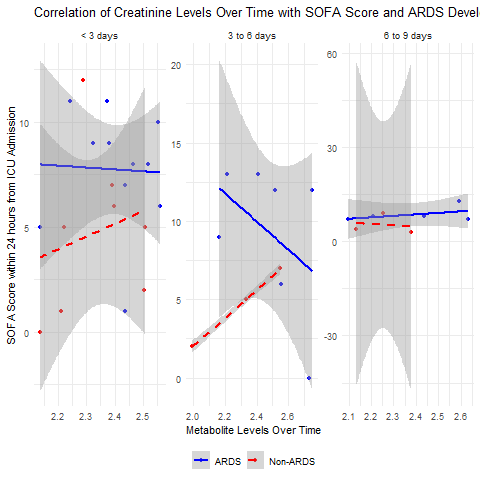 Correlation of Creatinine Levels Over Time with SOFA Score and ARDS Devel
< 3 days
3 to 6 days
6 to 9 days
SOFA Score within 24 hours from ICU Admission
10
5
0
20
15
10
5
0
60
30
0
-30
2.2 2.3 2.4 2.5
2.0 2.2 2.4 2.6
2.1 2.2 2.3 2.4 2.5 2.6
Metabolite Levels Over Time
ARDS Non-ARDS